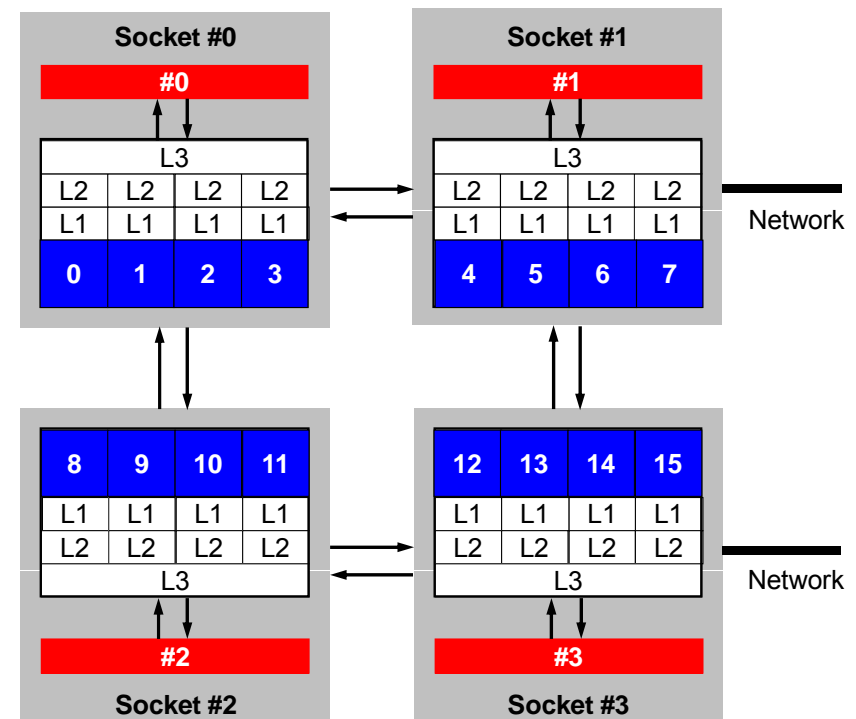 Socket #0
#0
L3
L2 L2 L2 L2
L1 L1 L1 L1
0 1 2 3
Socket #1
#1
L3
L2 L2 L2 L2
L1 L1 L1 L1
4 5 6 7
Network
8 9 10 11
L1 L1 L1 L1
L2 L2 L2 L2
L3
#2
Socket #2
12 13 14 15
L1 L1 L1 L1
L2 L2 L2 L2
L3
#3
Socket #3
Network